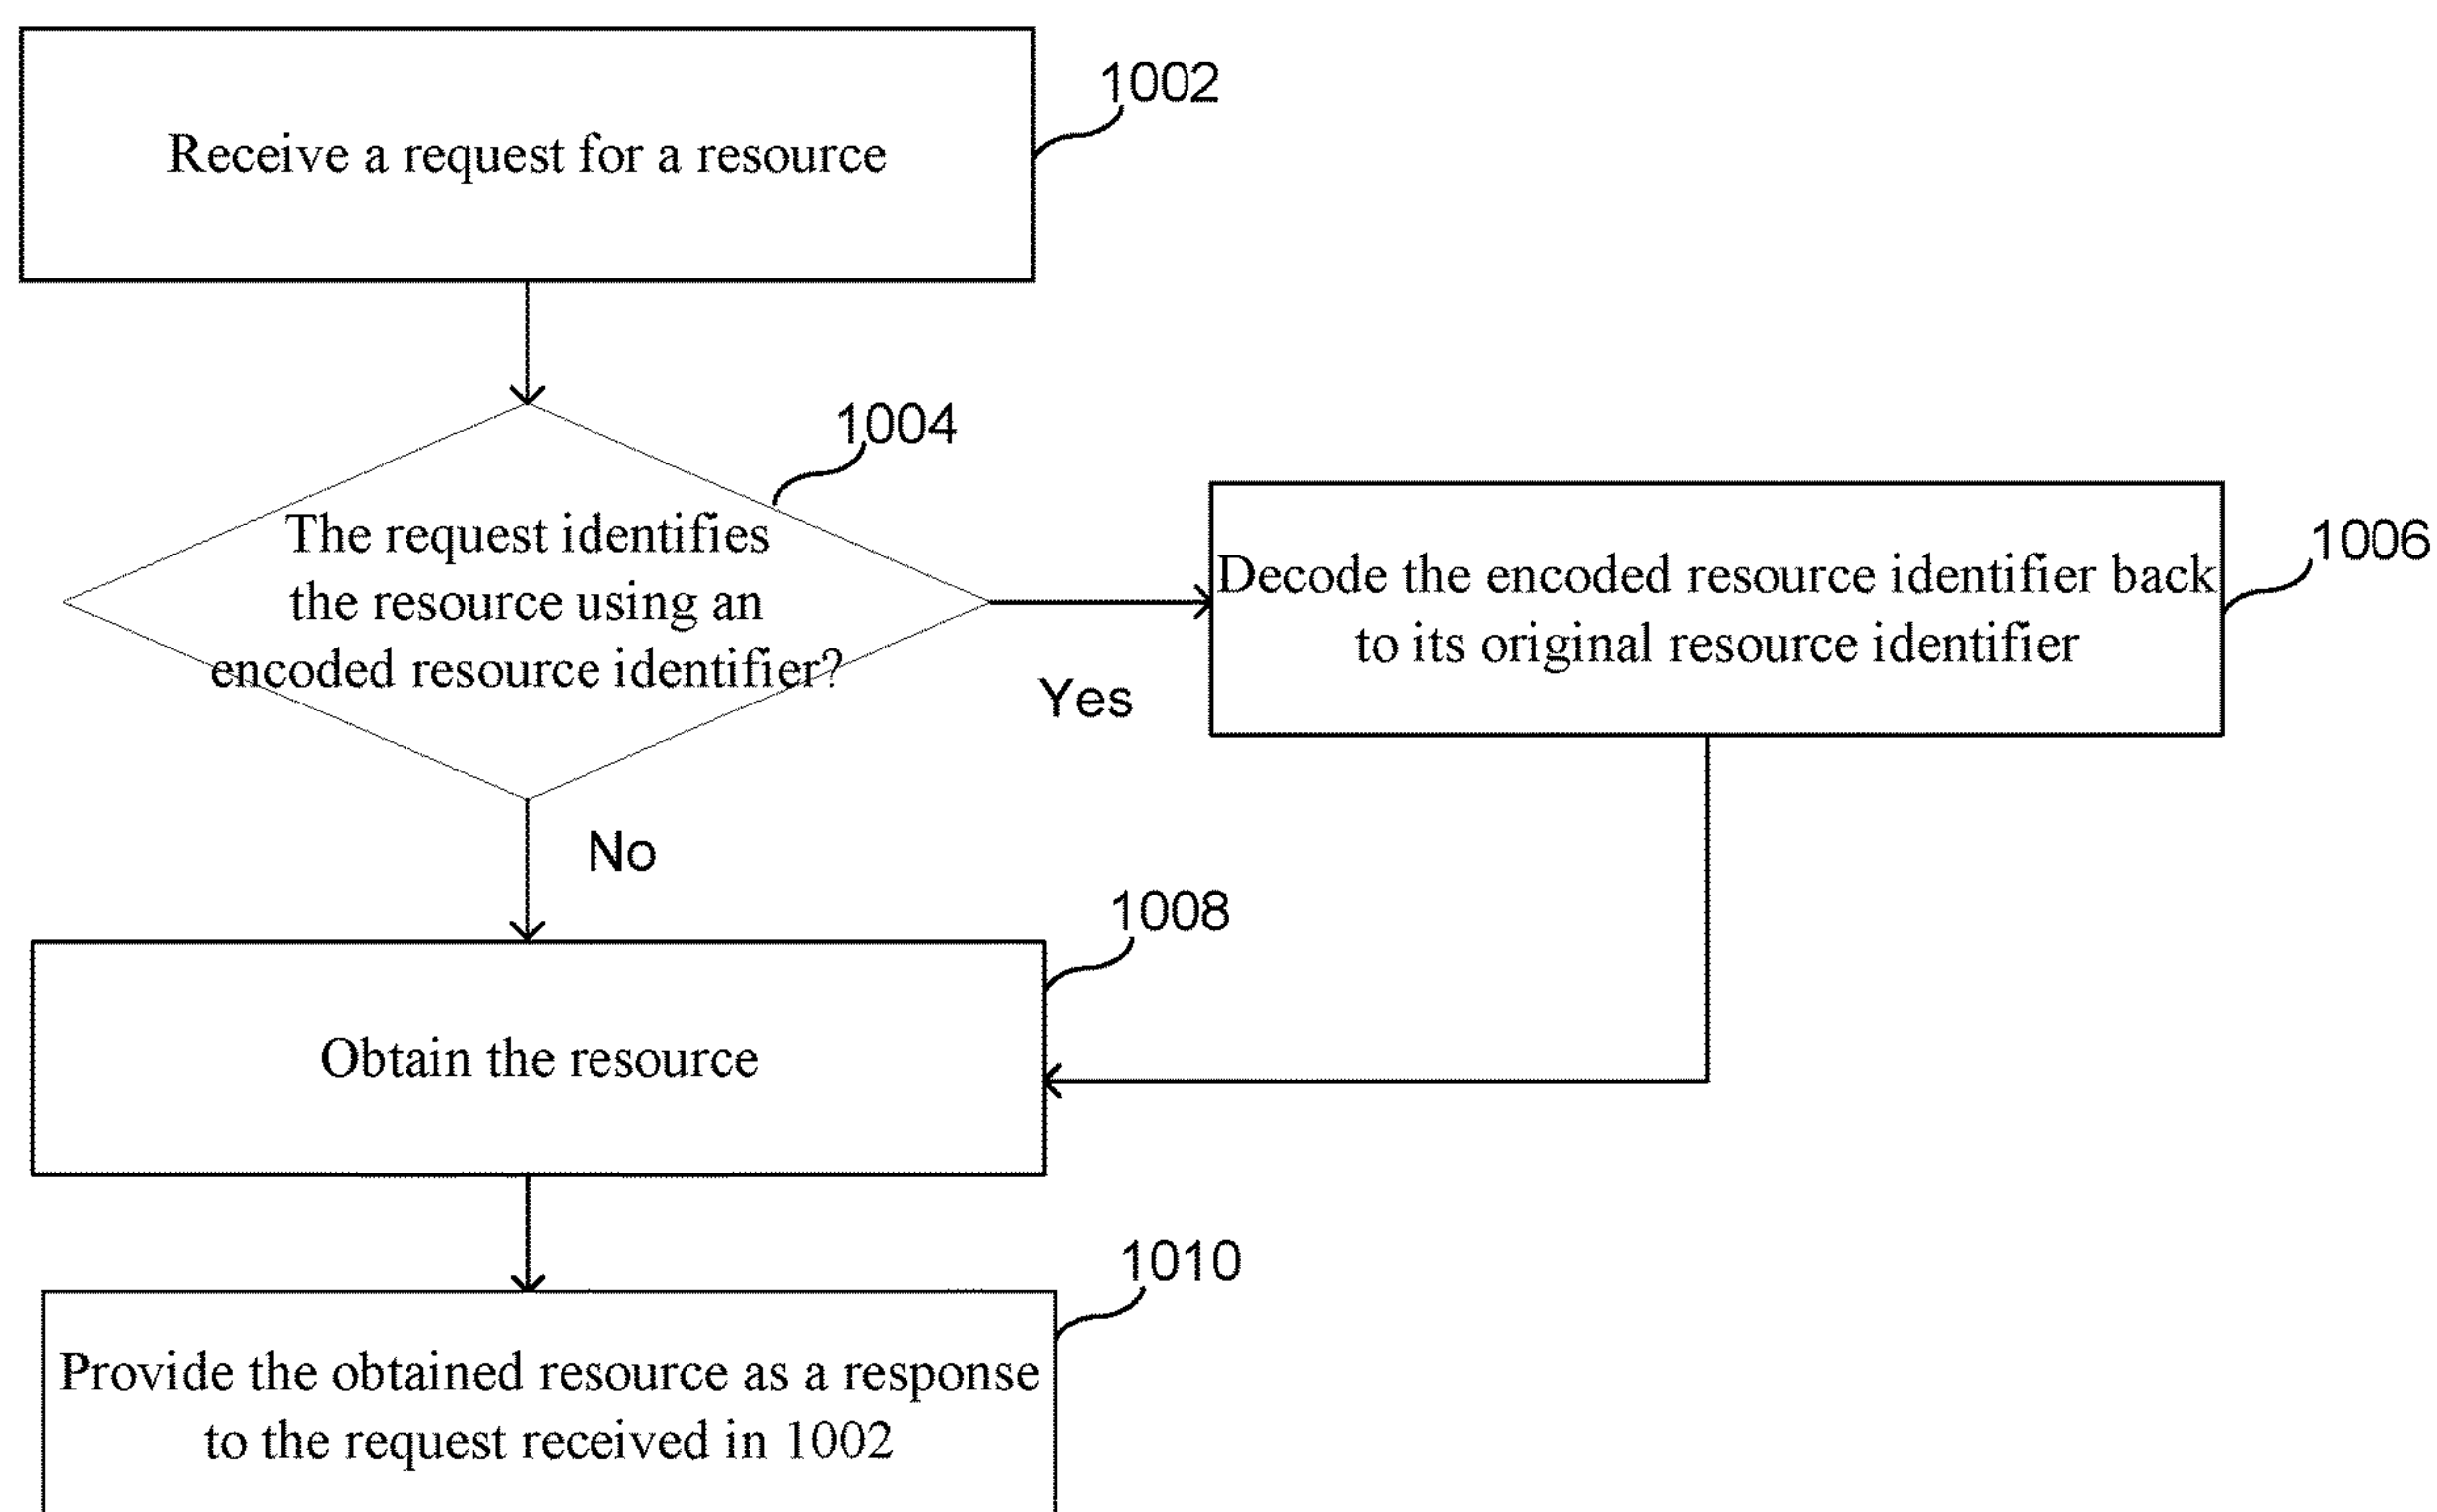 1002
Receive a request for a resource
1004
The request identifies
the resource using an
encoded resource identifier?
Yes
1006
Decode the encoded resource identifier back
to its original resource identifier
No
1008
Obtain the resource
1010
Provide the obtained resource as a response
to the request received in 1002